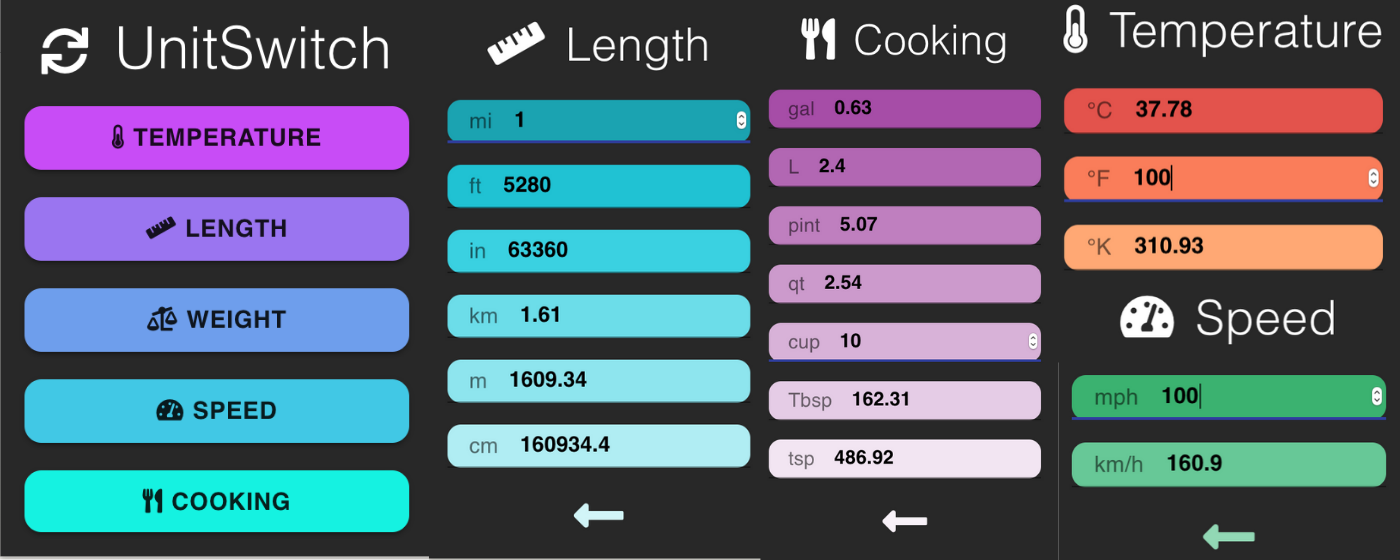 UnitSwitch
TEMPERATURE
LENGTH
WEIGHT
SPEED
COOKING
Length
mi 1
ft 5280
in 63360
km 1.61
m 1609.34
cm 160934.4
Cooking
gal 0.63
L 2.4
pint 5.07
qt 2.54
cup 10
Tbsp 162.31
tsp 486.92
Temperature
°C 37.78
°F 100
°K 310.93
Speed
mph 100
km/h 160.9